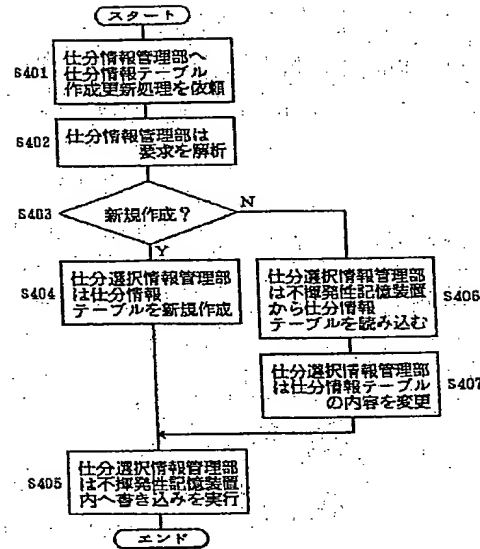 スタート
S401
仕分情報管理部へ
仕分情報テーブル
作成更新処理を依頼
S402
仕分情報管理部は
要求を解析
S403
新規作成？
N
Y
S404
仕分選択情報管理部
は仕分情報
テーブルを新規作成
仕分選択情報管理部
は不揮発性記憶装置
から仕分情報
テーブルを読み込む
S406
仕分選択情報管理部
は仕分情報テーブル
の内容を変更
S407
S405
仕分選択情報管理部
は不揮発性記憶装置
内へ書き込みを実行
エンド